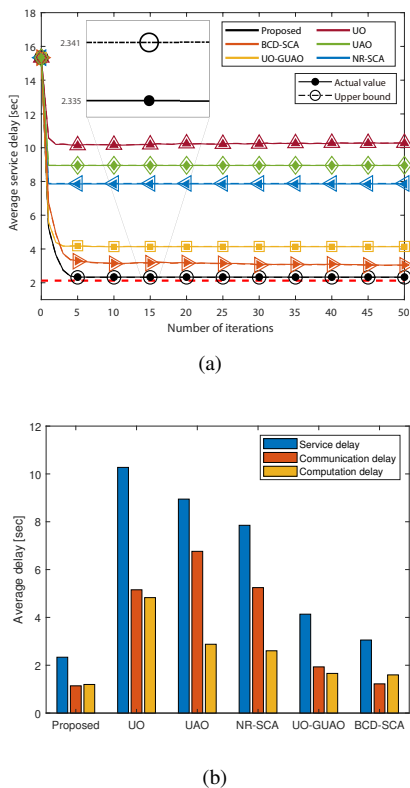 18
16
14
12
10
8
6
4
2
Average service delay [sec]
2.341
2.335
Proposed
BCD-SCA
UO-GUAO
UO
UAO
NR-SCA
Actual value
Upper bound
0 5 10 15 20 25 30 35 40 45 50
Number of iterations
(a)
12
10
8
6
4
2
0
Average delay [sec]
Service delay
Communication delay
Computation delay
Proposed UO UAO NR-SCA UO-GUAO BCD-SCA
(b)